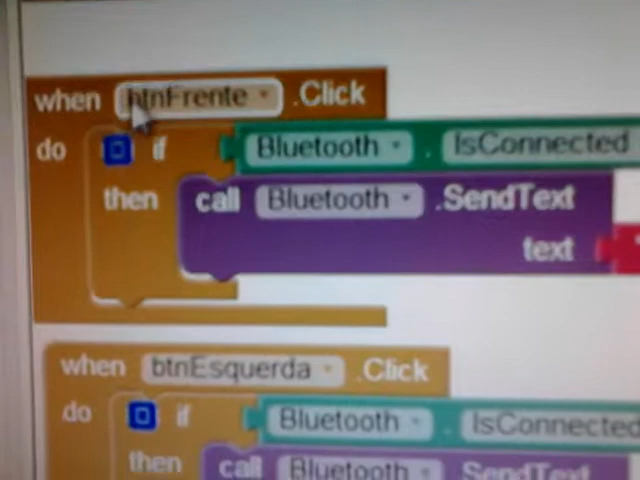 when btnFrente .Click
do if Bluetooth . IsConnected
then call Bluetooth .SendText
text "
when btnEsquerda .Click
do if Bluetooth . IsConnected
then call Bluetooth .SendText